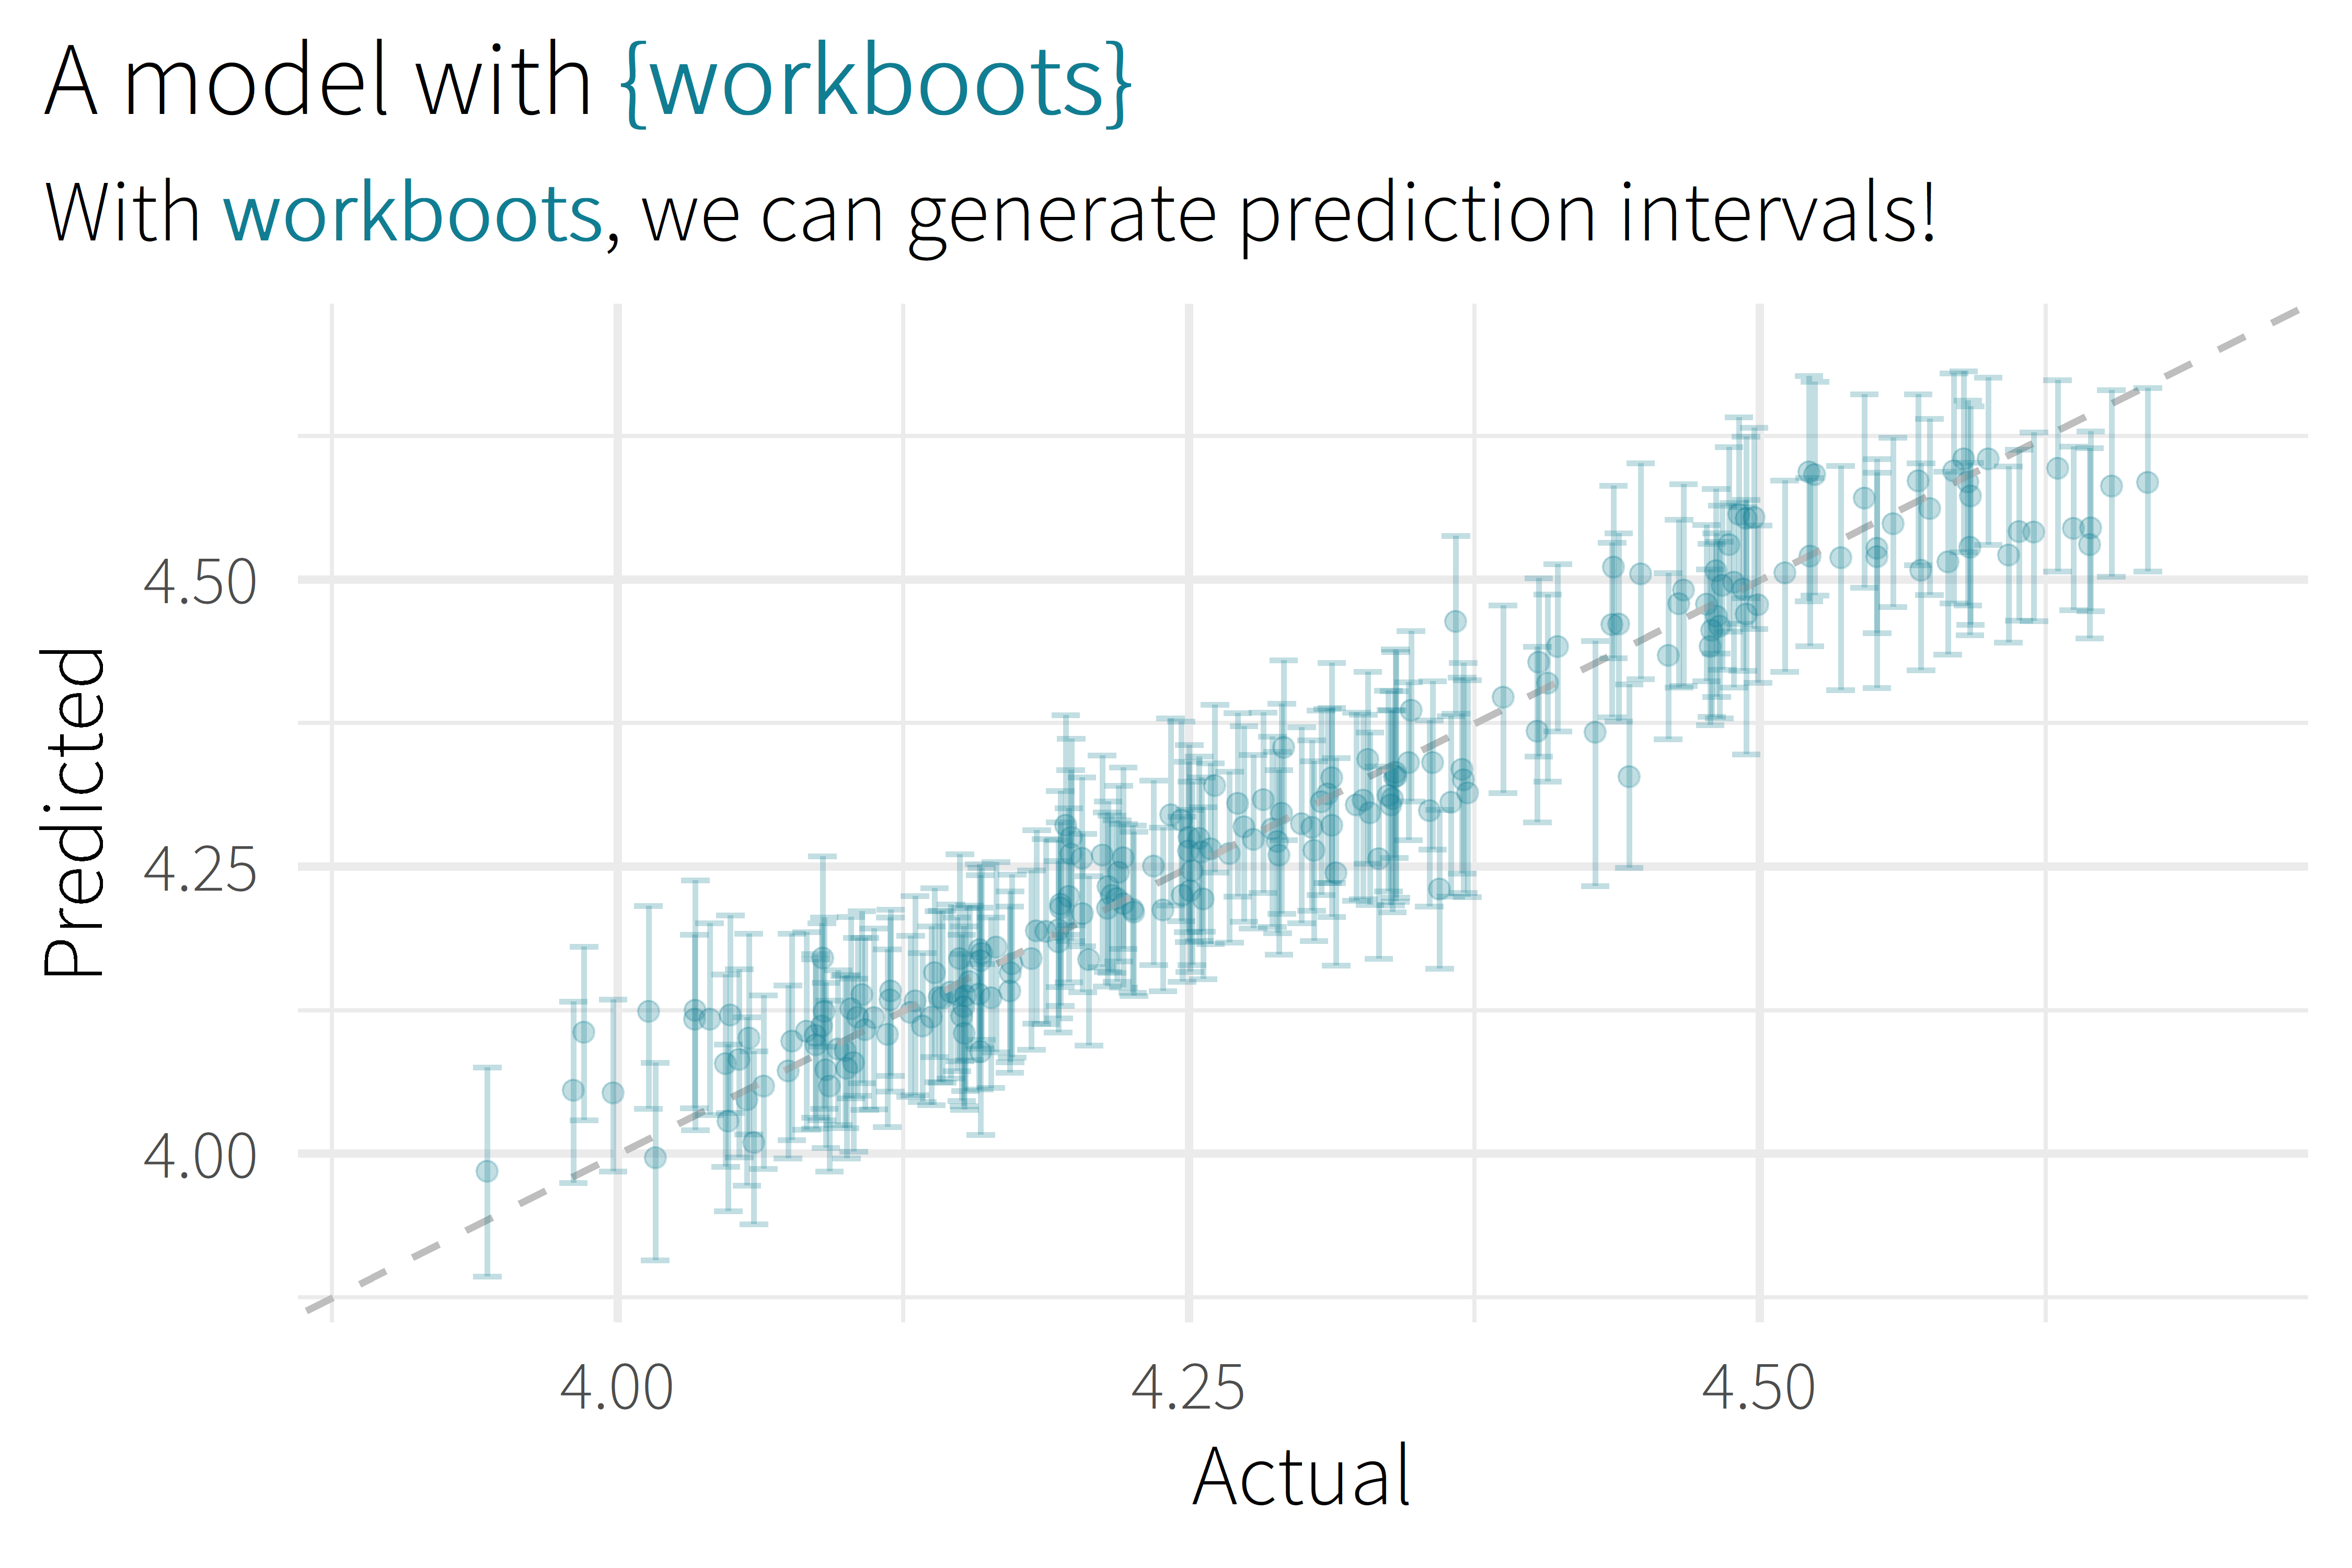 A model with {workboots}
With workboots, we can generate prediction intervals!
Predicted
4.50
4.25
4.00
4.00 4.25 4.50
Actual